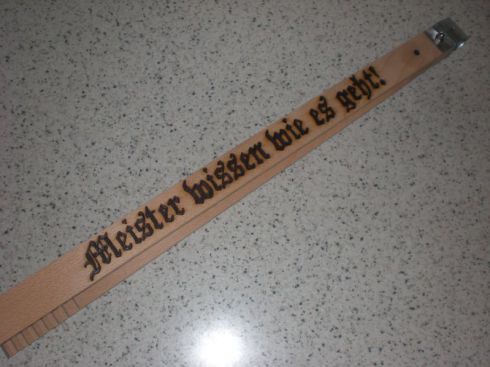 Meister wissen wie es geht!